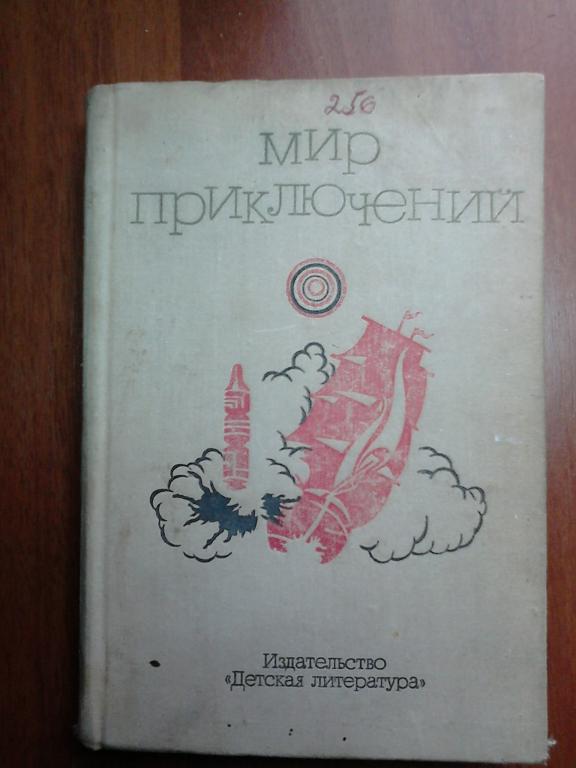 256
мир
приключений
Издательство
«Детская литература»